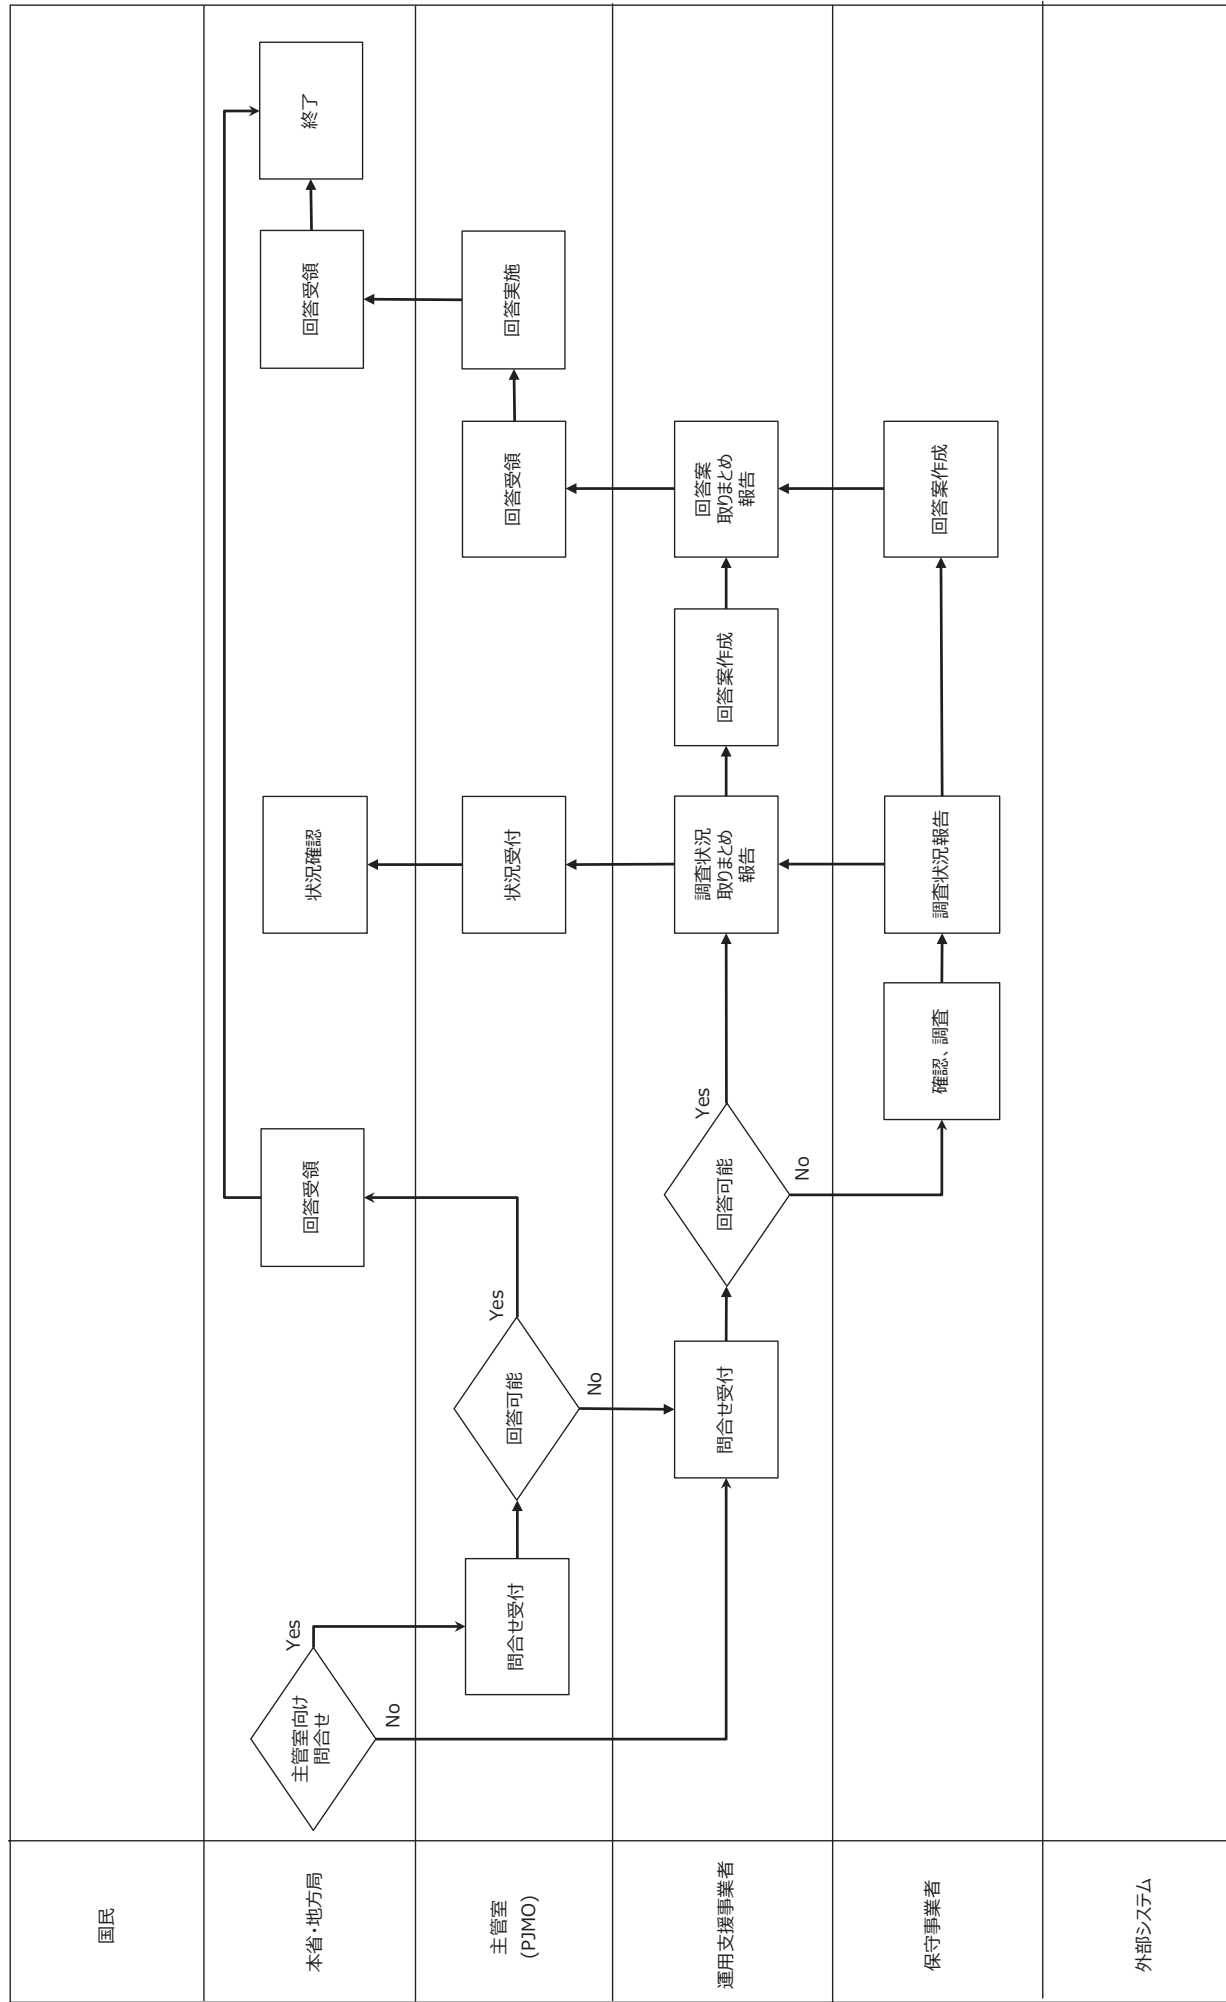 国民
本省・地方局
主管室向け
問合せ
Yes
No
回答受領
状況確認
回答受領
終了
主管室
(PJMO)
問合せ受付
回答可能
Yes
No
状況受付
回答受領
回答実施
運用支援事業者
問合せ受付
回答可能
Yes
No
調査状況
取りまとめ
報告
回答案作成
回答案
取りまとめ
報告
保守事業者
確認、調査
調査状況報告
回答案作成
外部システム